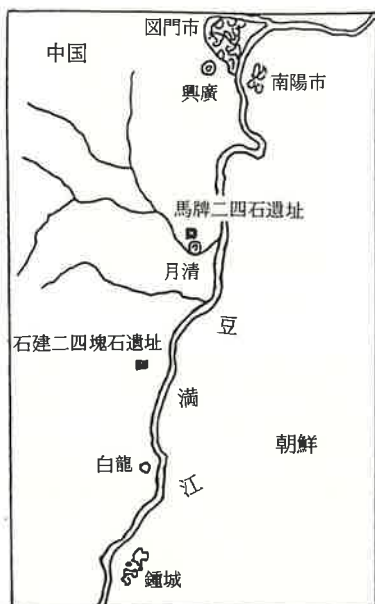 図門市
中国
南陽市
興廣
馬牌二四石遺址
月清
豆
石建二四塊石遺址
満
朝鮮
白龍
江
鍾城